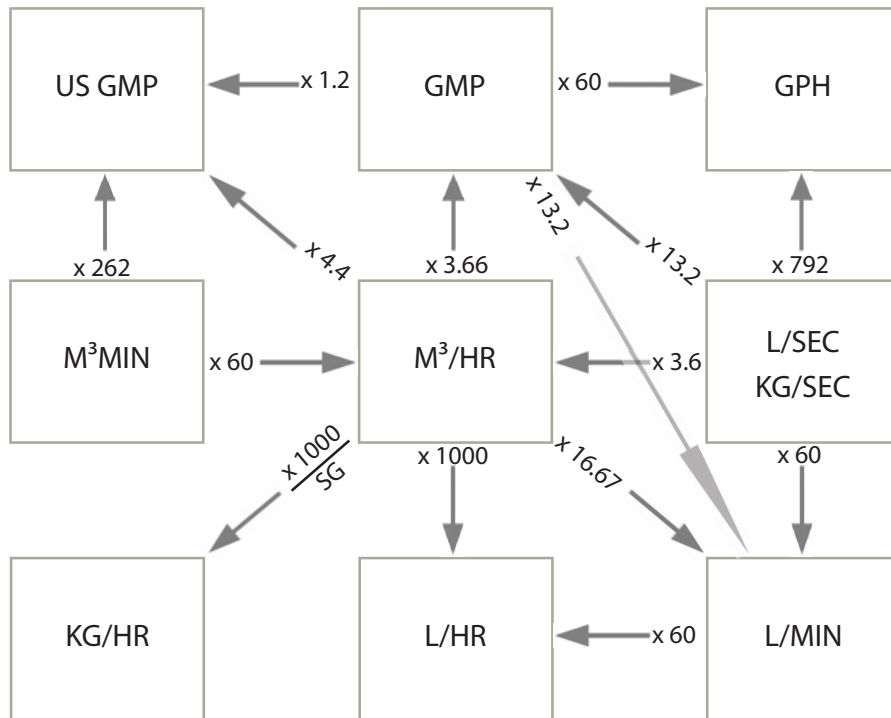 US GMP
x 1.2
GMP
x 60
GPH
x 262
x 4.4
x 3.66
x 13.2
x 13.2
x 792
M³MIN
x 60
M³/HR
x 3.6
L/SEC
KG/SEC
x 1000
SG
x 1000
x 16.67
x 60
KG/HR
L/HR
x 60
L/MIN